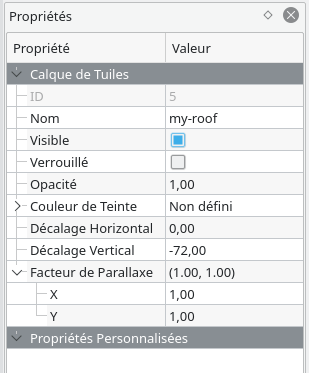 Propriétés
Propriété Valeur
Calque de Tuiles
ID 5
Nom my-roof
Visible
Verrouillé
Opacité 1,00
Couleur de Teinte Non défini
Décalage Horizontal 0,00
Décalage Vertical -72,00
Facteur de Parallaxe (1.00, 1.00)
X 1,00
Y 1,00
Propriétés Personnalisées